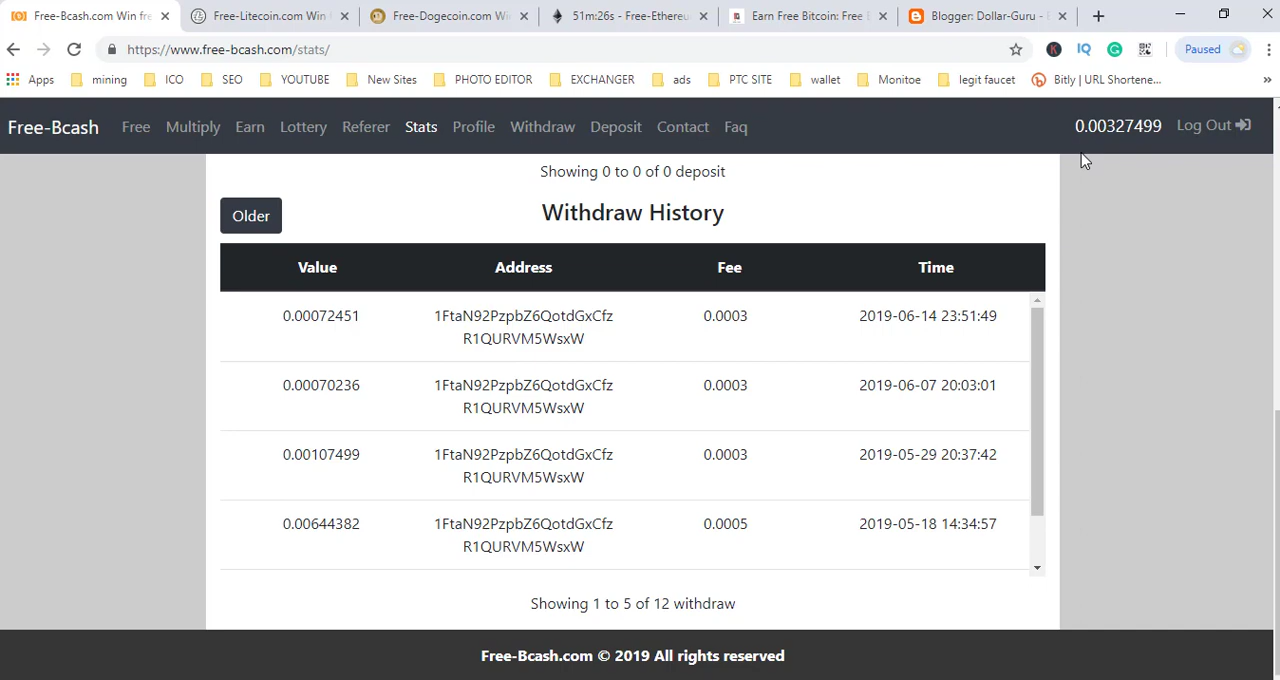 Free-Bcash.com Win fre
Free-Litecoin.com Win
Free-Dogecoin.com Wi
51m:26s - Free-Ethereu
Earn Free Bitcoin: Free
Blogger: Dollar-Guru -
https://www.free-bcash.com/stats/
K
IQ
G
Paused
Apps
mining
ICO
SEO
YOUTUBE
New Sites
PHOTO EDITOR
EXCHANGER
ads
PTC SITE
wallet
Monitoe
legit faucet
Bitly | URL Shortene...
»
Free-Bcash Free Multiply Earn Lottery Referer Stats Profile Withdraw Deposit Contact Faq 0.00327499 Log Out
Showing 0 to 0 of 0 deposit
Older
Withdraw History
Value Address Fee Time
0.00072451 1FtaN92PzpbZ6QotdGxCfz 0.0003 2019-06-14 23:51:49
R1QURVM5WsxW
0.00070236 1FtaN92PzpbZ6QotdGxCfz 0.0003 2019-06-07 20:03:01
R1QURVM5WsxW
0.00107499 1FtaN92PzpbZ6QotdGxCfz 0.0003 2019-05-29 20:37:42
R1QURVM5WsxW
0.00644382 1FtaN92PzpbZ6QotdGxCfz 0.0005 2019-05-18 14:34:57
R1QURVM5WsxW
Showing 1 to 5 of 12 withdraw
Free-Bcash.com © 2019 All rights reserved